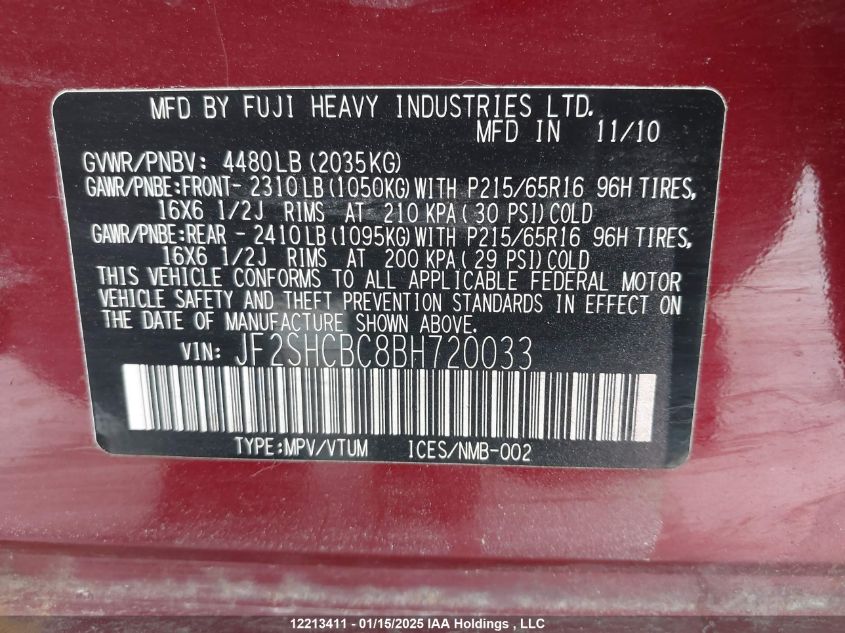 MFD BY FUJI HEAVY INDUSTRIES LTD.
MFD IN 11/10
GVWR/PNBV: 4480LB(2035KG)
GAWR/PNBE:FRONT- 2310LB(1050KG)WITH P215/65R16 96H TIRES,
16X6 1/2J RIMS AT 210 KPA( 30 PSI)COLD
GAWR/PNBE:REAR - 2410LB(1095KG)WITH P215/65R16 96H TIRES,
16X6 1/2J RIMS AT 200 KPA( 29 PSI)COLD
THIS VEHICLE CONFORMS TO ALL APPLICABLE FEDERAL MOTOR
VEHICLE SAFETY AND THEFT PREVENTION STANDARDS IN EFFECT ON
THE DATE OF MANUFACTURE SHOWN ABOVE.
VIN: JF2SHCBC8BH720033
TYPE:MPV/VTUM ICES/NMB-002
12213411 - 01/15/2025 IAA Holdings , LLC